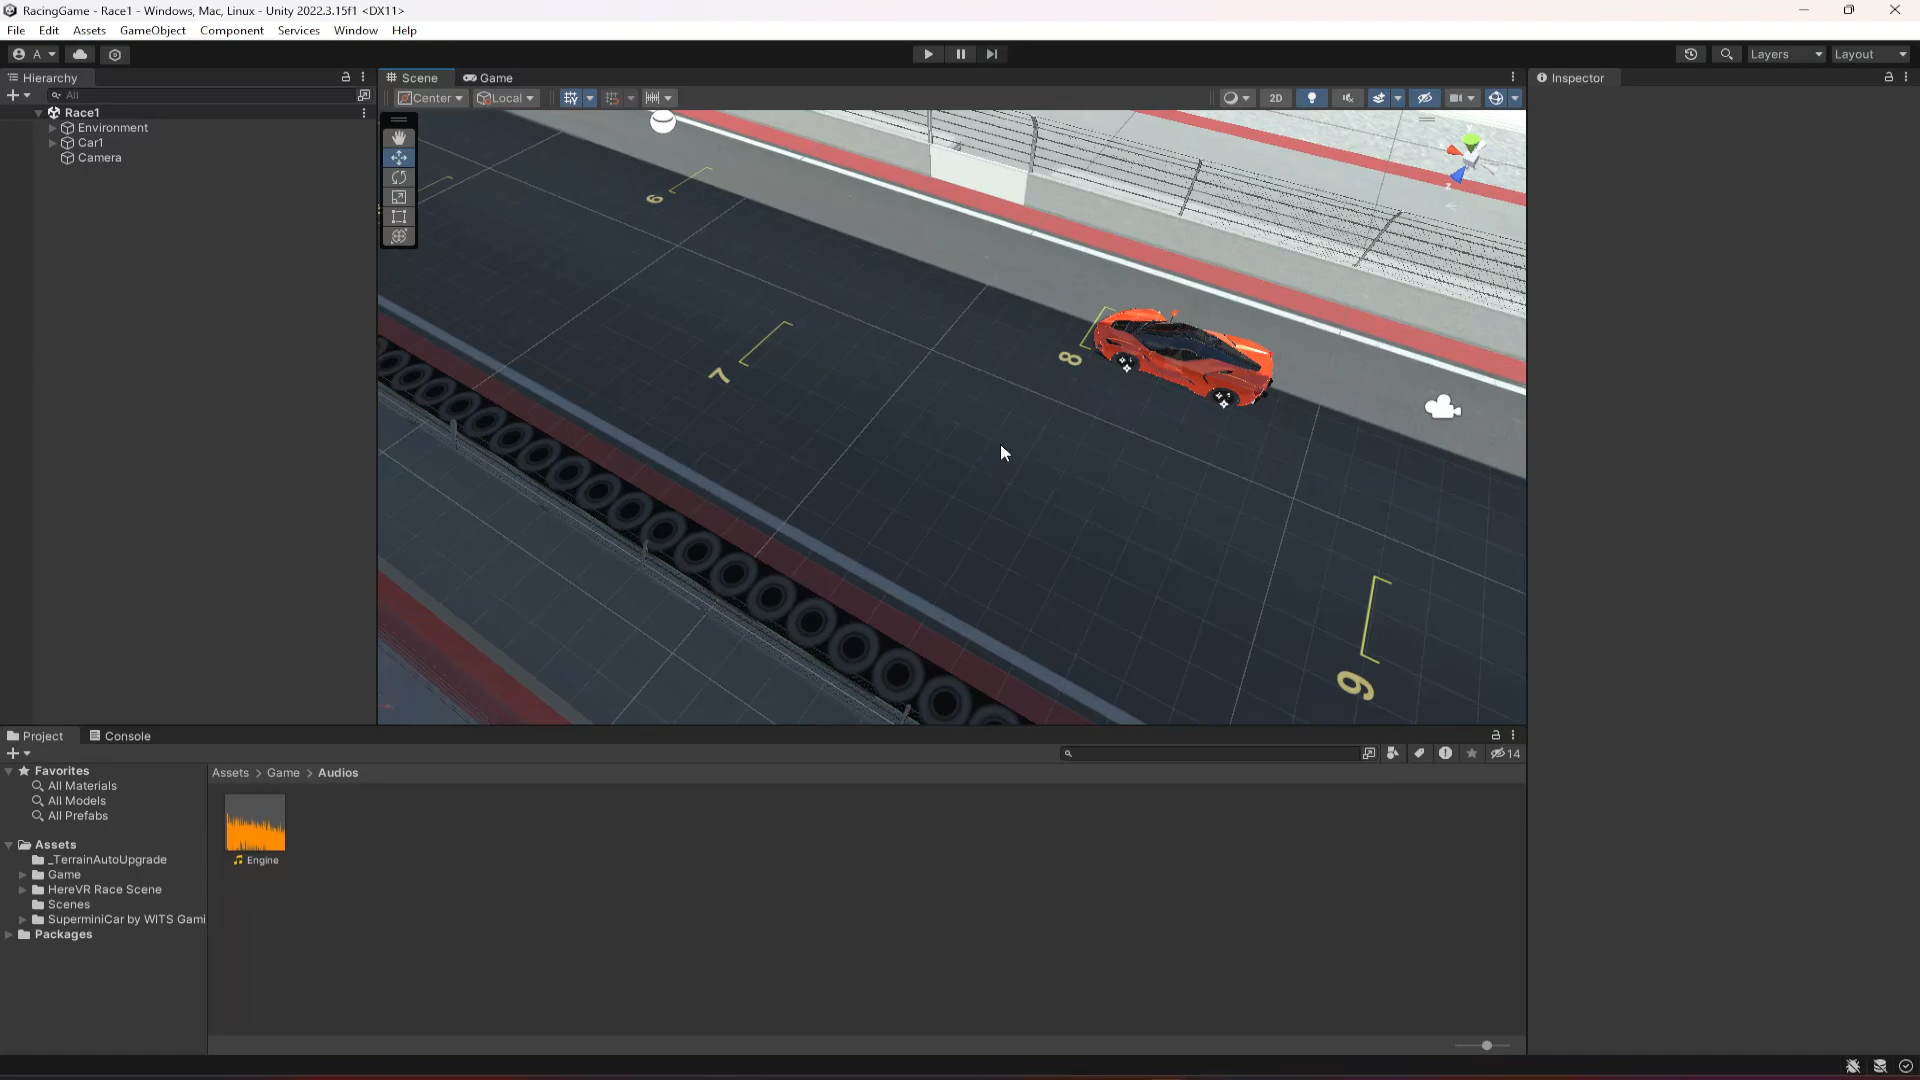 RacingGame - Race1 - Windows, Mac, Linux - Unity 2022.3.15f1 <DX11>
File Edit Assets GameObject Component Services Window Help
A
Layers
Layout
Hierarchy
All
Race1
Environment
Car1
Camera
Scene
Game
Center
Local
2D
6
7
8
9
Inspector
Project
Console
14
Favorites
All Materials
All Models
All Prefabs
Assets
_TerrainAutoUpgrade
Game
HereVR Race Scene
Scenes
SuperminiCar by WITS Gami
Packages
Assets > Game > Audios
Engine